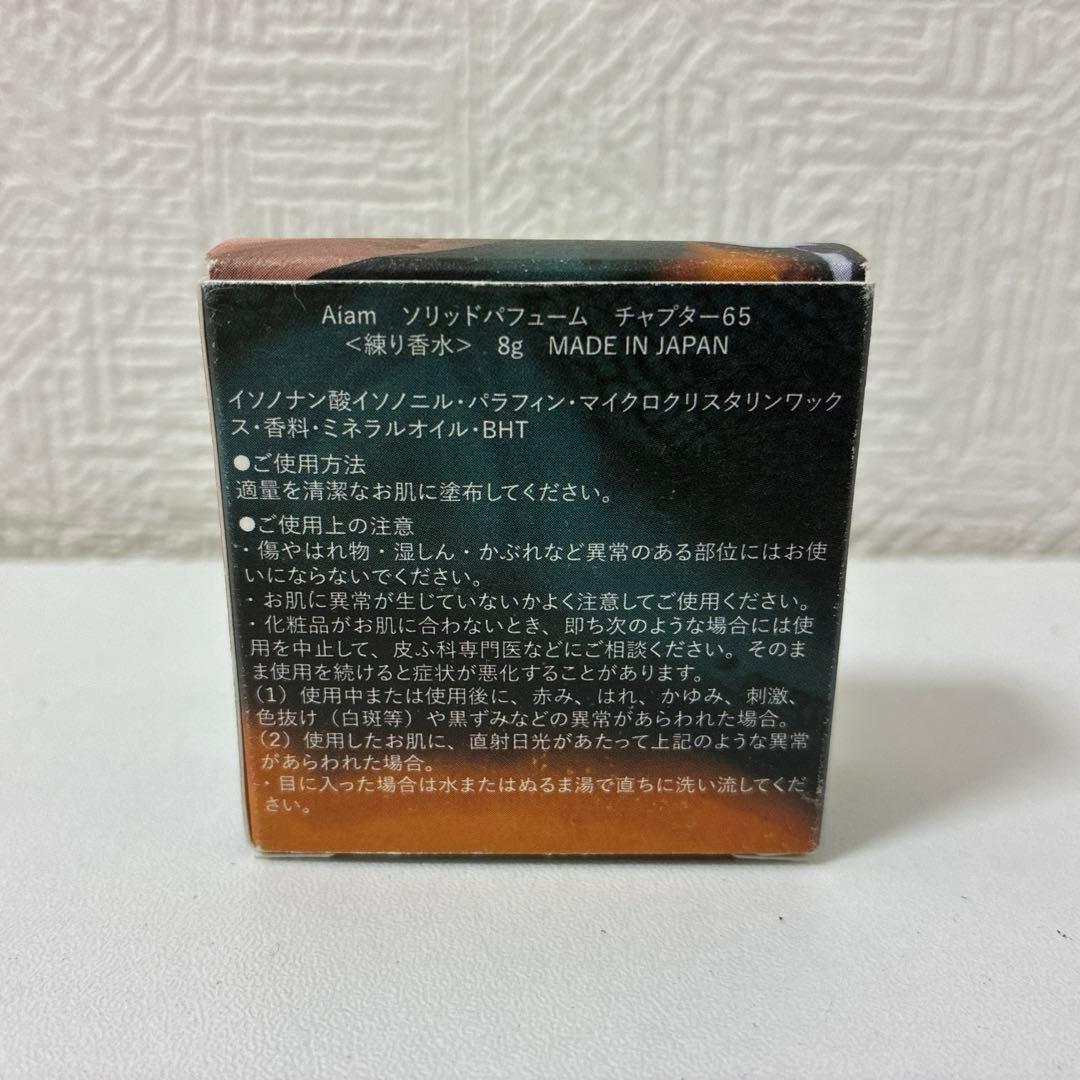 Aiam ソリッドパフューム チャプター65
＜練り香水＞ 8g MADE IN JAPAN
イソノナン酸イソノニル・パラフィン・マイクロクリスタリンワック
ス・香料・ミネラルオイル・BHT
●ご使用方法
適量を清潔なお肌に塗布してください。
●ご使用上の注意
・傷やはれ物・湿しん・かぶれなど異常のある部位にはお使
いにならないでください。
・お肌に異常が生じていないかよく注意してご使用ください。
・化粧品がお肌に合わないとき、即ち次のような場合には使
用を中止して、皮ふ科専門医などにご相談ください。そのま
ま使用を続けると症状が悪化することがあります。
（1）使用中または使用後に、赤み、はれ、かゆみ、刺激、
色抜け（白斑等）や黒ずみなどの異常があらわれた場合。
（2）使用したお肌に、直射日光があたって上記のような異常
があらわれた場合。
・目に入った場合は水またはぬるま湯で直ちに洗い流してくだ
さい。